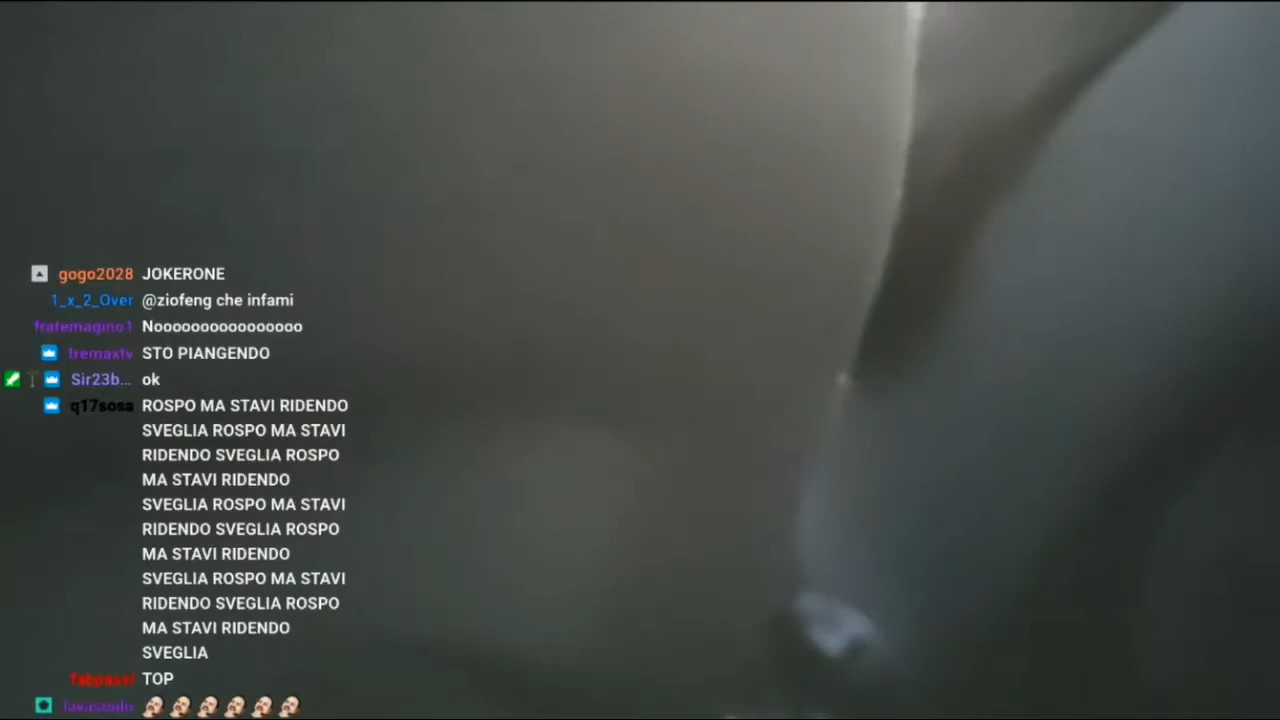 gogo2028 JOKERONE
1_x_2_Over @ziofeng che infami
fratemagino1 Noooooooooooooooo
tremaxtv STO PIANGENDO
Sir23b... ok
q17sosa ROSPO MA STAVI RIDENDO
SVEGLIA ROSPO MA STAVI
RIDENDO SVEGLIA ROSPO
MA STAVI RIDENDO
SVEGLIA ROSPO MA STAVI
RIDENDO SVEGLIA ROSPO
MA STAVI RIDENDO
SVEGLIA ROSPO MA STAVI
RIDENDO SVEGLIA ROSPO
MA STAVI RIDENDO
SVEGLIA
TOP